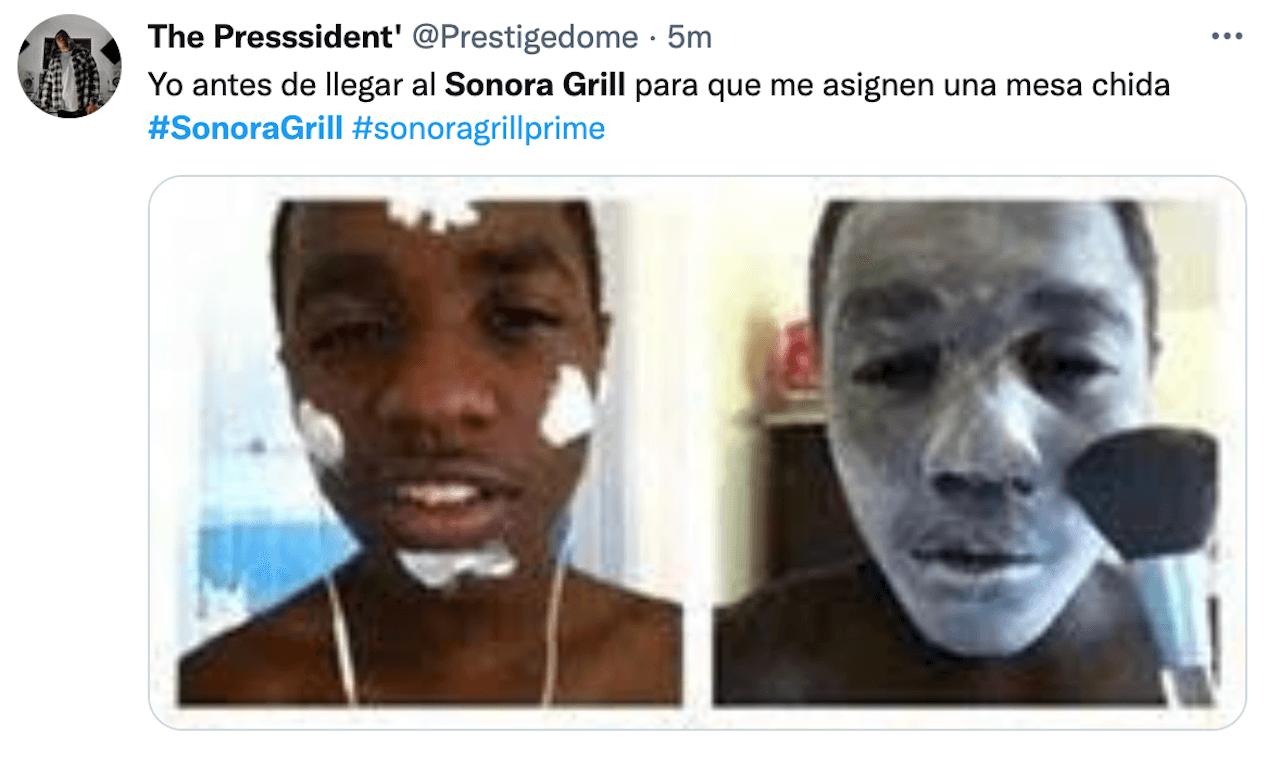 The Presssident' @Prestigedome · 5m
Yo antes de llegar al Sonora Grill para que me asignen una mesa chida
#SonoraGrill #sonoragrillprime